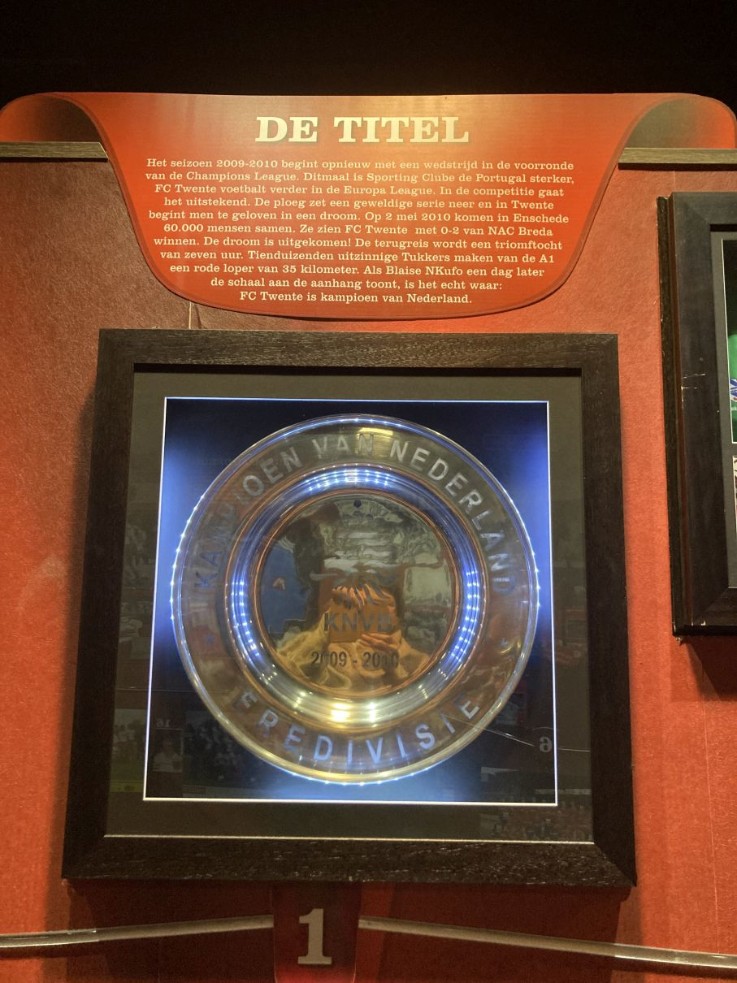 DE TITEL
Het seizoen 2009-2010 begint opnieuw met een wedstrijd in de voorronde
van de Champions League. Ditmaal is Sporting Clube de Portugal sterker,
FC Twente voetbalt verder in de Europa League. In de competitie gaat
het uitstekend. De ploeg zet een geweldige serie neer en in Twente
begint men te geloven in een droom. Op 2 mei 2010 komen in Enschede
60.000 mensen samen. Ze zien FC Twente met 0-2 van NAC Breda
winnen. De droom is uitgekomen! De terugreis wordt een triomftocht
van zeven uur. Tienduizenden uitzinnige Tukkers maken van de A1
een rode loper van 35 kilometer. Als Blaise NKufo een dag later
de schaal aan de aanhang toont, is het echt waar:
FC Twente is kampioen van Nederland.
KAMPIOEN VAN NEDERLAND
KNVB
2009 - 2010
EREDIVISIE
1